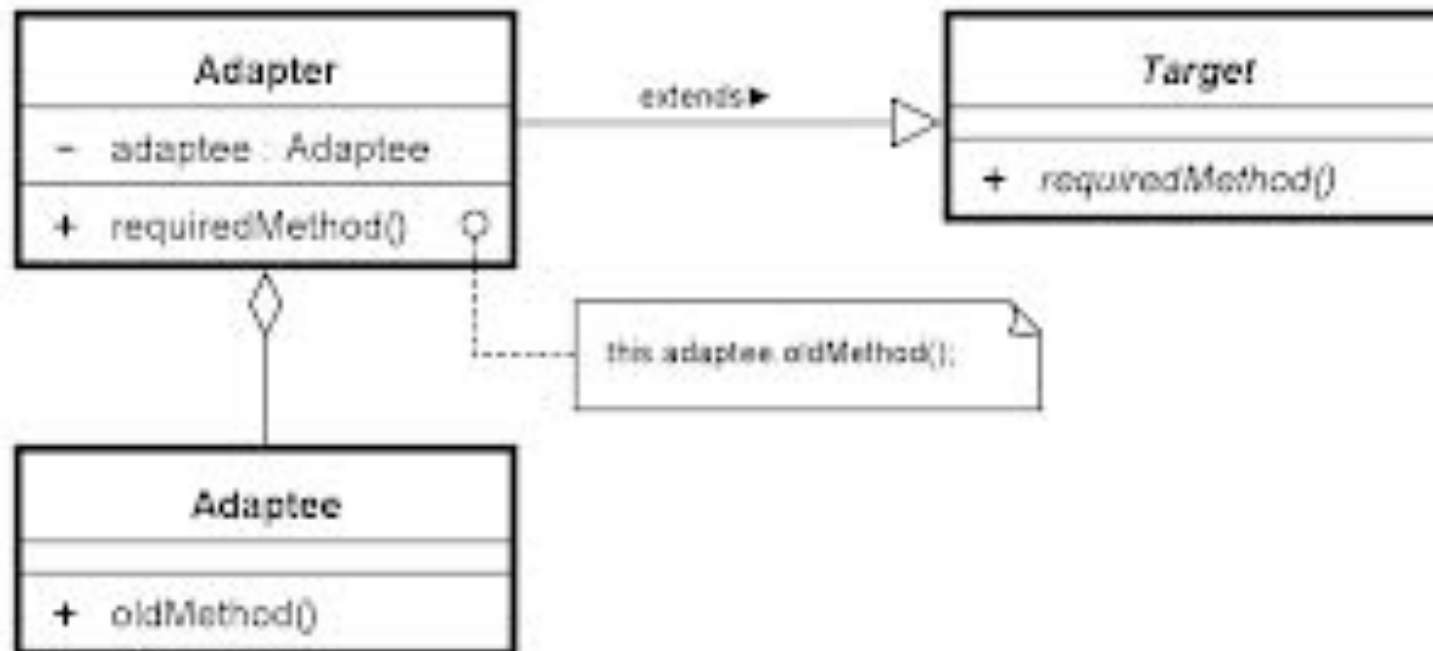 Adapter
- adaptee : Adaptee
+ requiredMethod()
extends ►
Target
+ requiredMethod()
this.adaptee.oldMethod();
Adaptee
+ oldMethod()